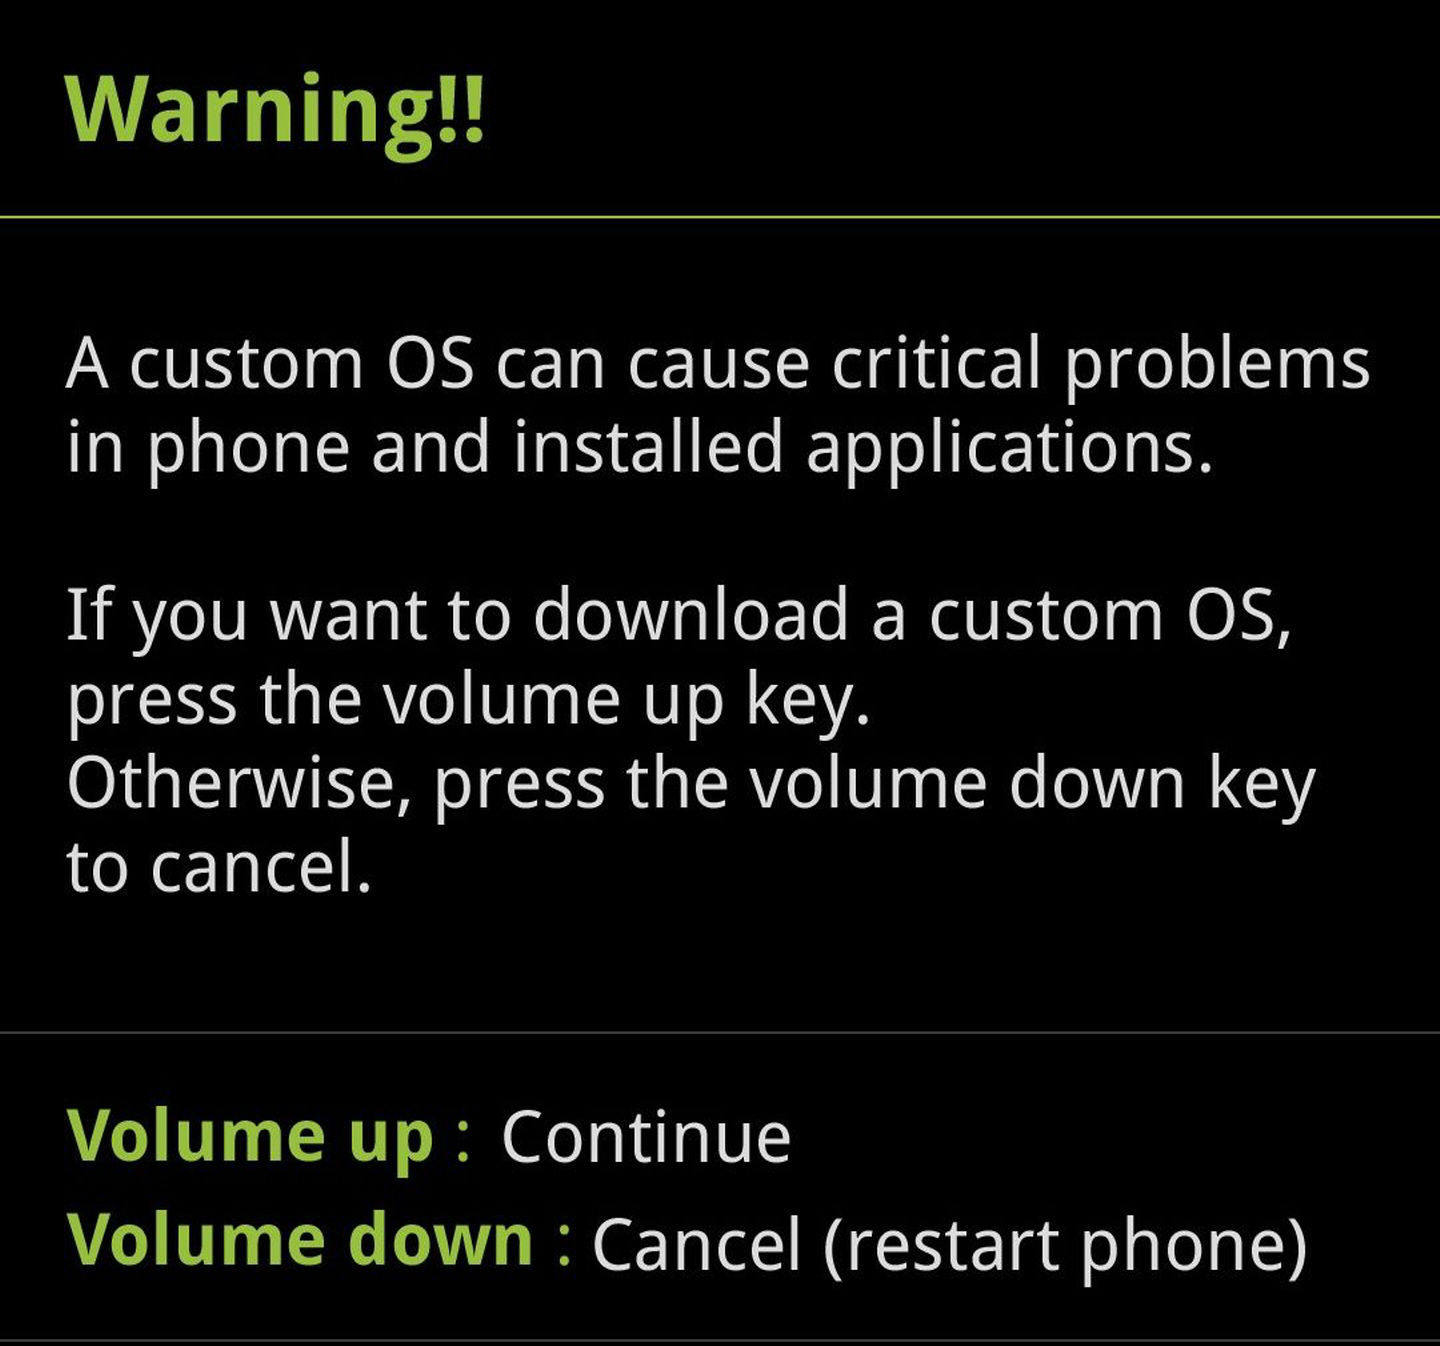 Warning!!
A custom OS can cause critical problems
in phone and installed applications.
If you want to download a custom OS,
press the volume up key.
Otherwise, press the volume down key
to cancel.
Volume up : Continue
Volume down : Cancel (restart phone)